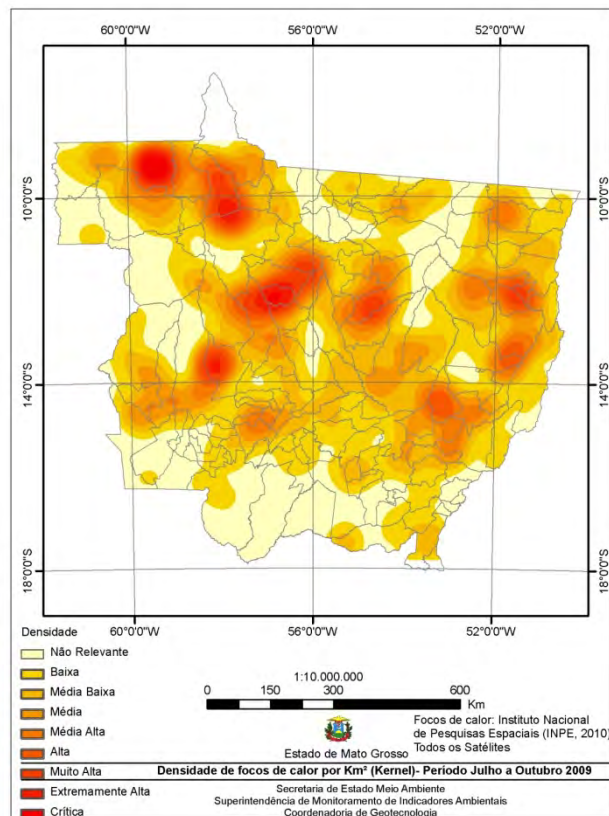 60°0'0"W 56°0'0"W 52°0'0"W
10°0'0"S 10°0'0"S
14°0'0"S 14°0'0"S
18°0'0"S 18°0'0"S
60°0'0"W 56°0'0"W 52°0'0"W
Densidade
Não Relevante
Baixa
Média Baixa
Média
Média Alta
Alta
Muito Alta
Extremamente Alta
Crítica
1:10.000.000
0 150 300 600
Km
Estado de Mato Grosso
Focos de calor: Instituto Nacional
de Pesquisas Espaciais (INPE, 2010)
Todos os Satélites
Densidade de focos de calor por Km² (Kernel)- Periodo Julho a Outubro 2009
Secretaria de Estado Meio Ambiente
Superintendência de Monitoramento de Indicadores Ambientais
Coordenadoria de Geotecnologia